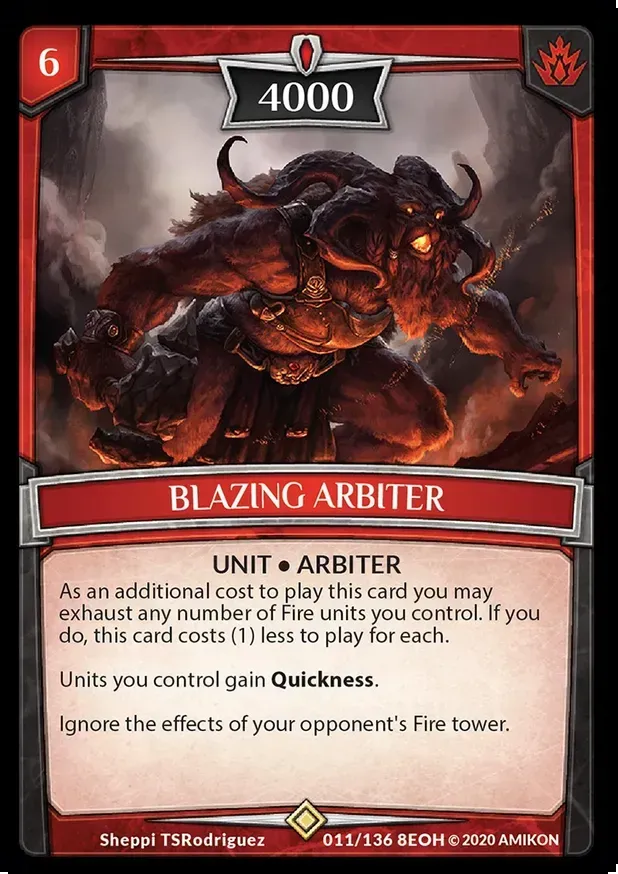 6
4000
BLAZING ARBITER
UNIT • ARBITER
As an additional cost to play this card you may
exhaust any number of Fire units you control. If you
do, this card costs (1) less to play for each.
Units you control gain Quickness.
Ignore the effects of your opponent's Fire tower.
Sheppi TSRodriguez 011/136 8EOH © 2020 AMIKON